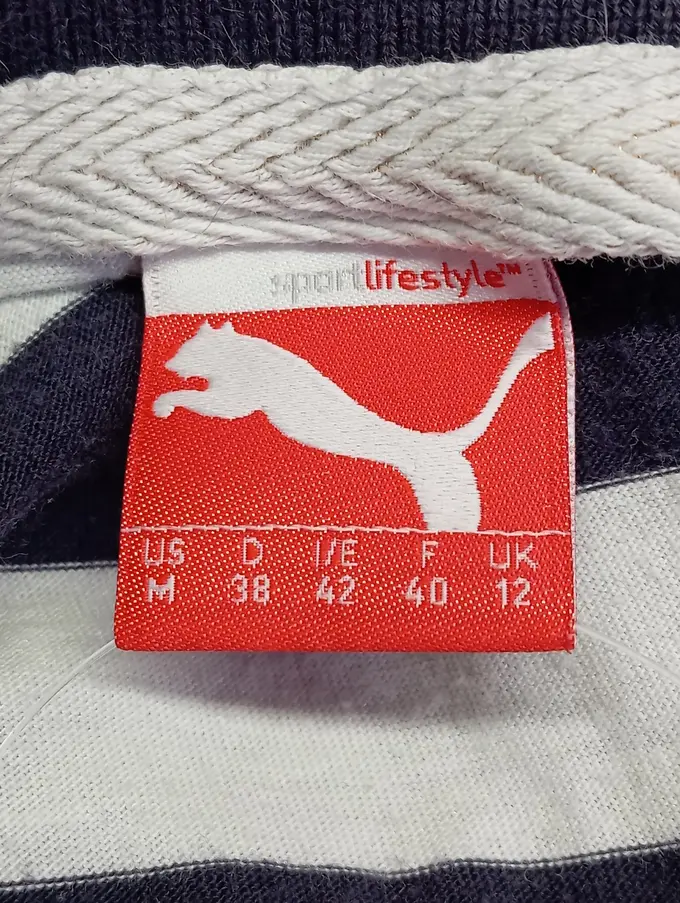 sportlifestyle™
US D I/E F UK
M 38 42 40 12